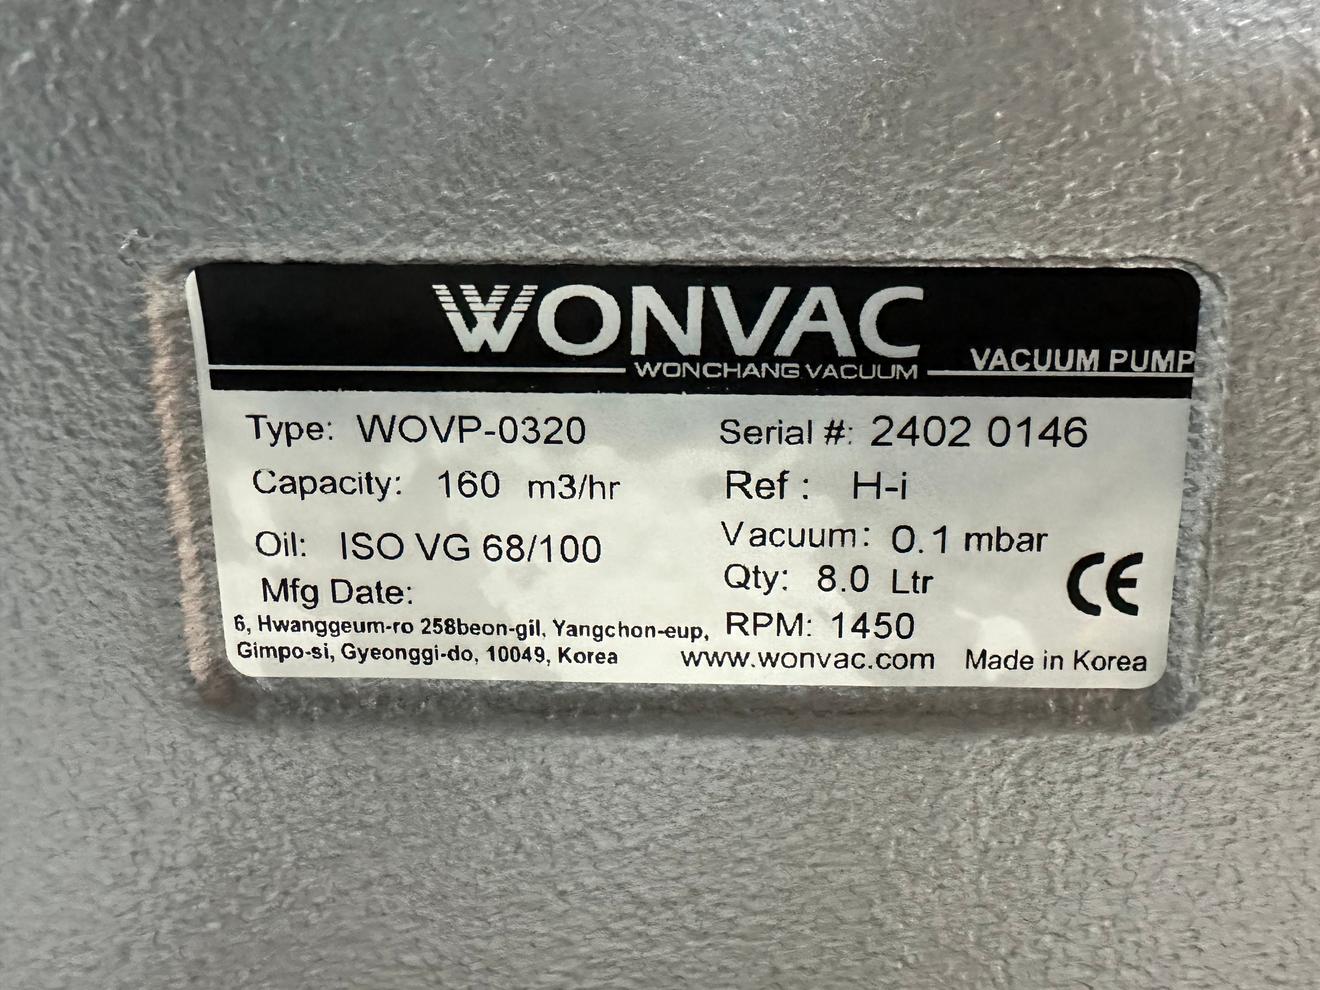 WONVAC
WONCHANG VACUUM
VACUUM PUMP
Type: WOVP-0320
Serial #: 2402 0146
Capacity: 160 m3/hr
Ref : H-i
Oil: ISO VG 68/100
Vacuum: 0.1 mbar
Mfg Date:
Qty: 8.0 Ltr
CE
RPM: 1450
6, Hwanggeum-ro 258beon-gil, Yangchon-eup,
Gimpo-si, Gyeonggi-do, 10049, Korea
www.wonvac.com Made in Korea